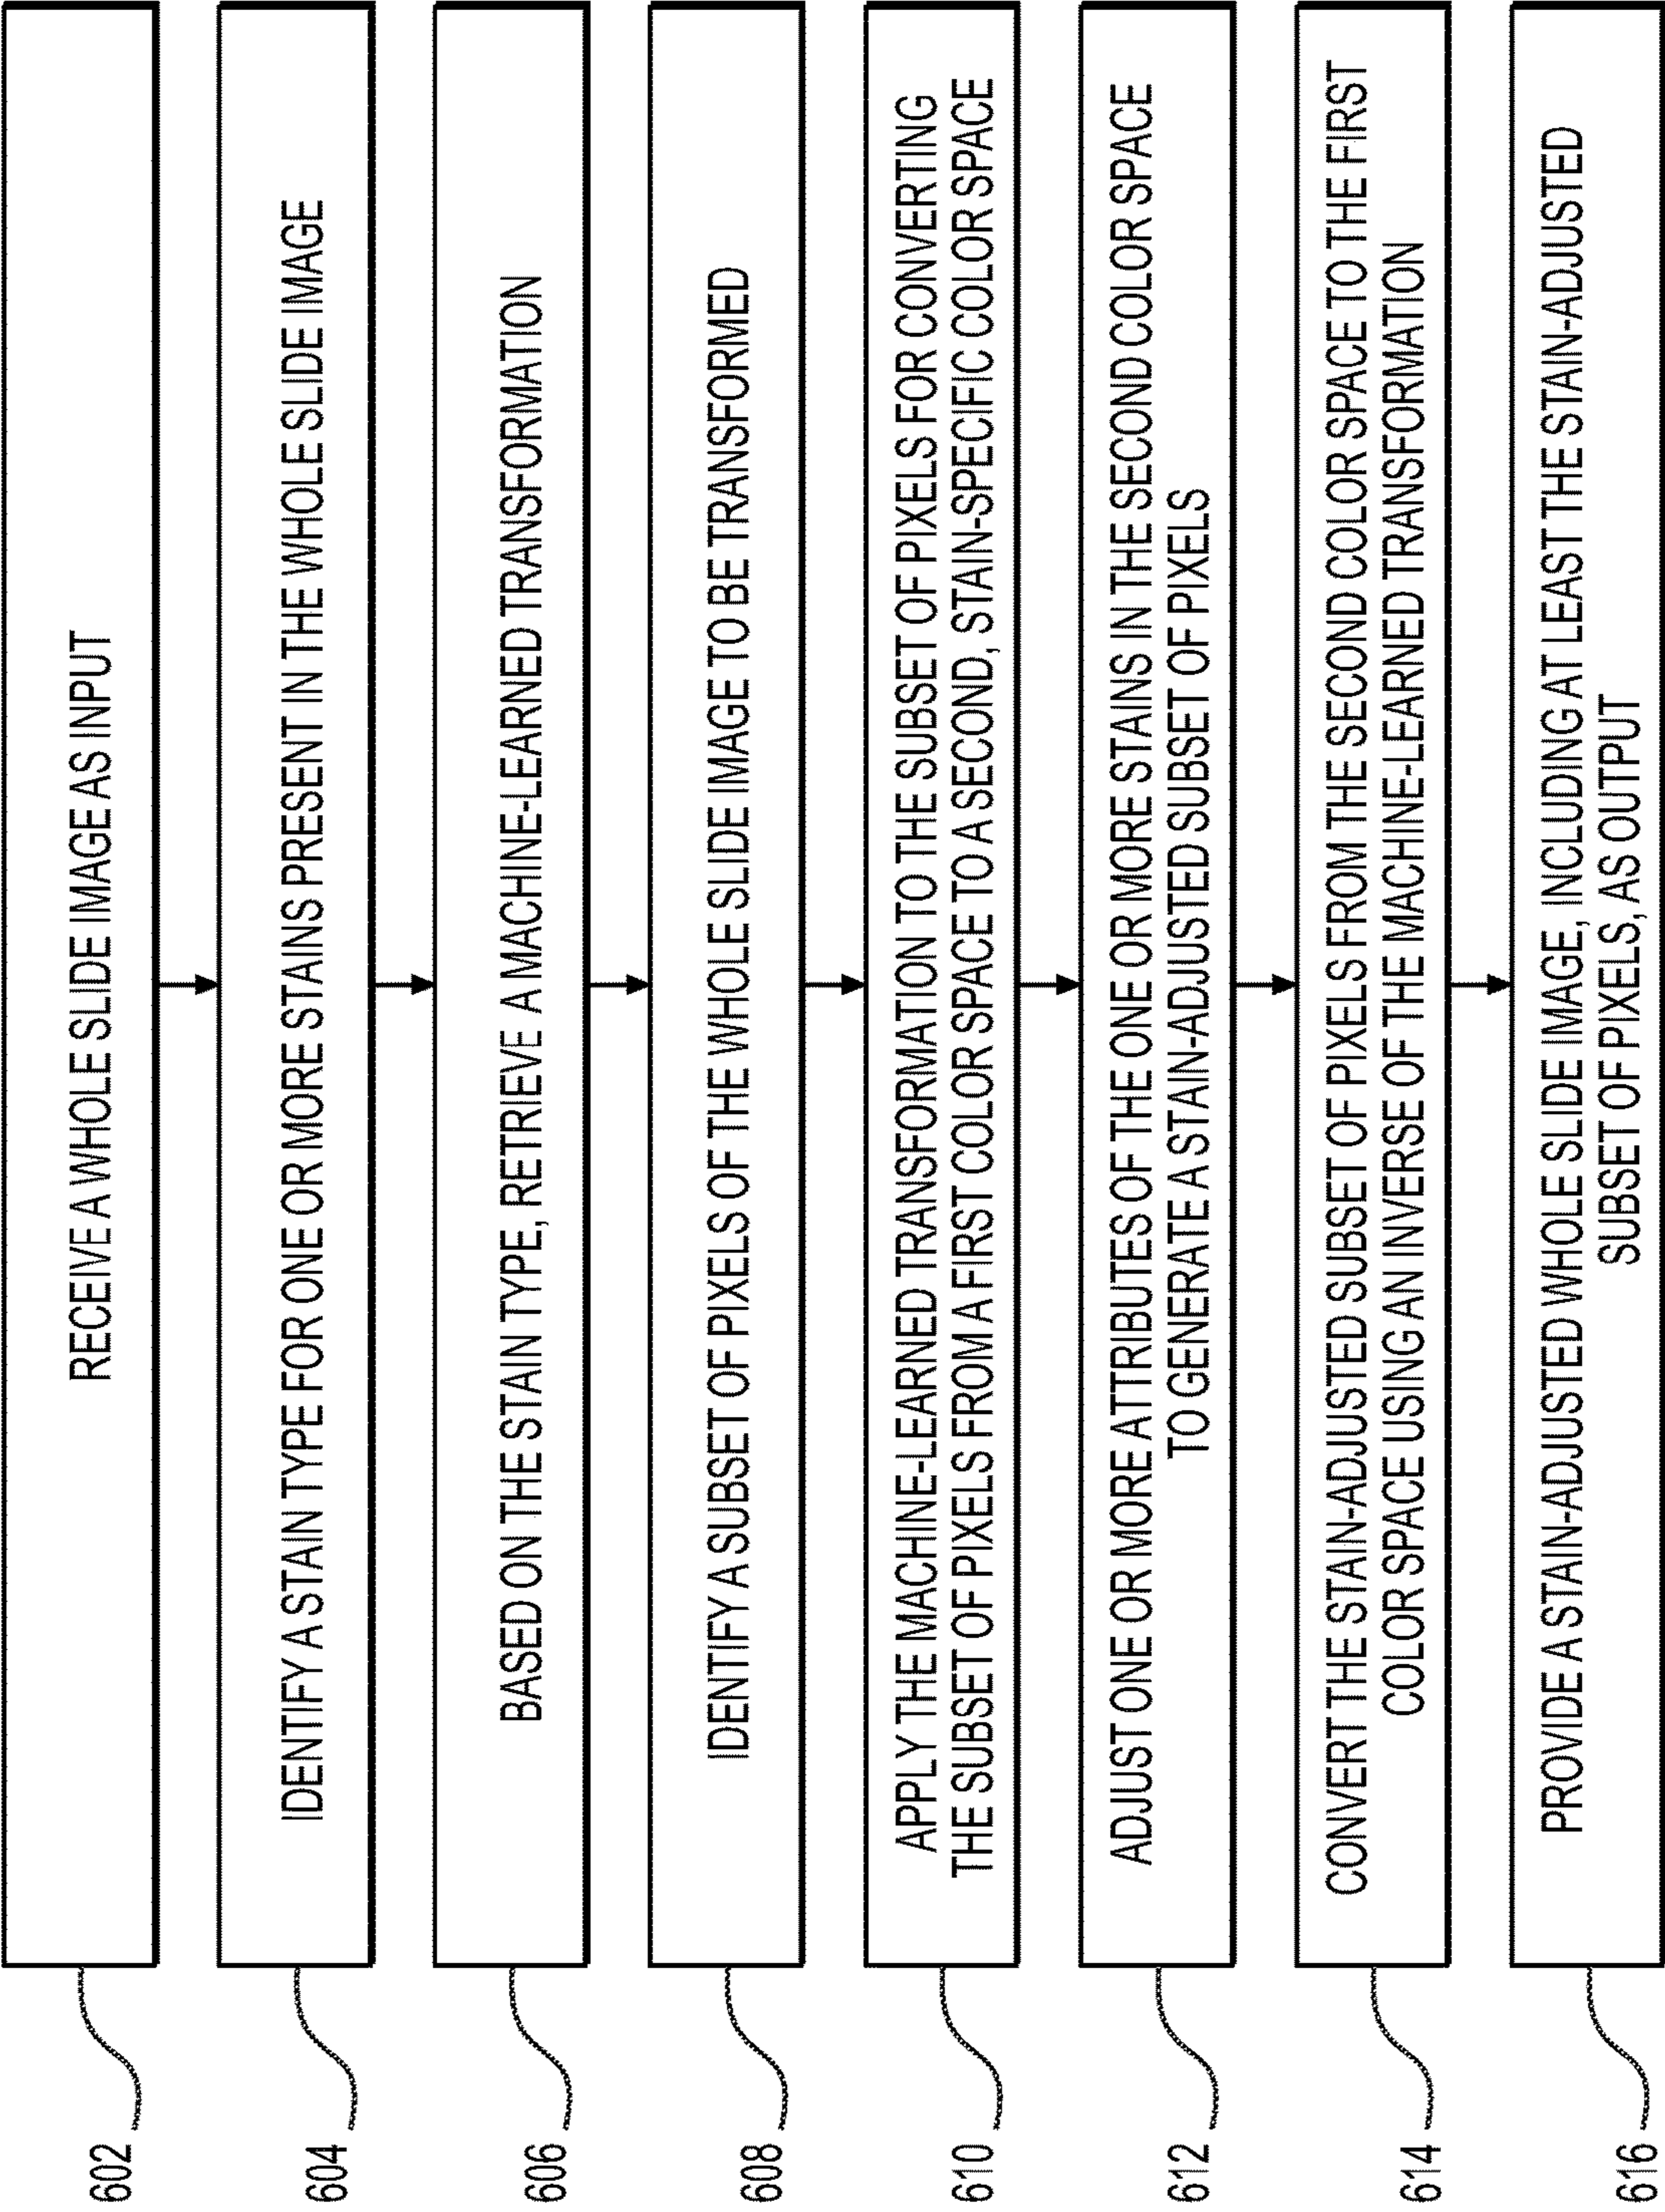 602
RECEIVE A WHOLE SLIDE IMAGE AS INPUT
604
IDENTIFY A STAIN TYPE FOR ONE OR MORE STAINS PRESENT IN THE WHOLE SLIDE IMAGE
606
BASED ON THE STAIN TYPE, RETRIEVE A MACHINE-LEARNED TRANSFORMATION
608
IDENTIFY A SUBSET OF PIXELS OF THE WHOLE SLIDE IMAGE TO BE TRANSFORMED
610
APPLY THE MACHINE-LEARNED TRANSFORMATION TO THE SUBSET OF PIXELS FOR CONVERTING
THE SUBSET OF PIXELS FROM A FIRST COLOR SPACE TO A SECOND, STAIN-SPECIFIC COLOR SPACE
612
ADJUST ONE OR MORE ATTRIBUTES OF THE ONE OR MORE STAINS IN THE SECOND COLOR SPACE
TO GENERATE A STAIN-ADJUSTED SUBSET OF PIXELS
614
CONVERT THE STAIN-ADJUSTED SUBSET OF PIXELS FROM THE SECOND COLOR SPACE TO THE FIRST
COLOR SPACE USING AN INVERSE OF THE MACHINE-LEARNED TRANSFORMATION
616
PROVIDE A STAIN-ADJUSTED WHOLE SLIDE IMAGE, INCLUDING AT LEAST THE STAIN-ADJUSTED
SUBSET OF PIXELS, AS OUTPUT